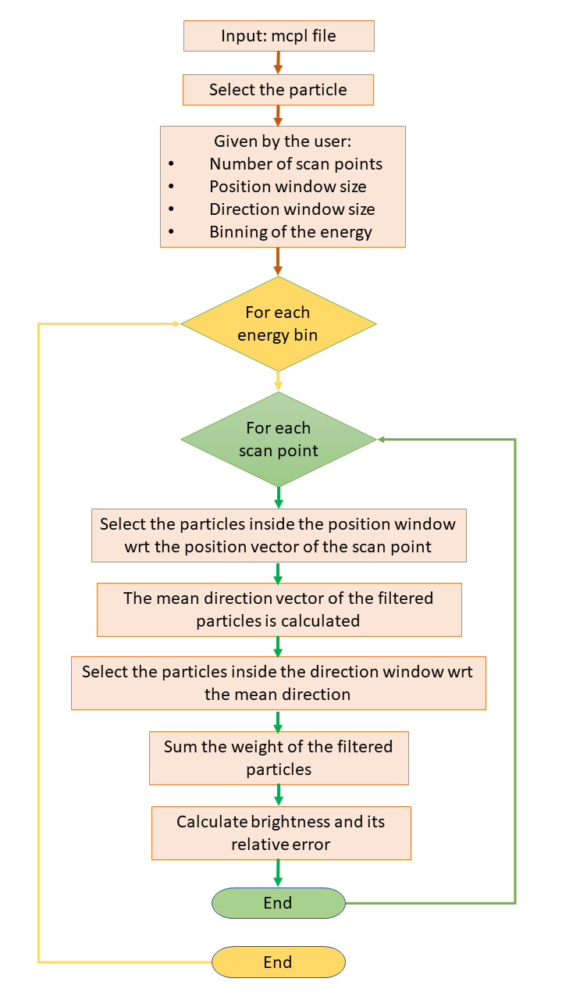 Input: mcpl file
Select the particle
Given by the user:
• Number of scan points
• Position window size
• Direction window size
• Binning of the energy
For each
energy bin
For each
scan point
Select the particles inside the position window
wrt the position vector of the scan point
The mean direction vector of the filtered
particles is calculated
Select the particles inside the direction window wrt
the mean direction
Sum the weight of the filtered
particles
Calculate brightness and its
relative error
End
End